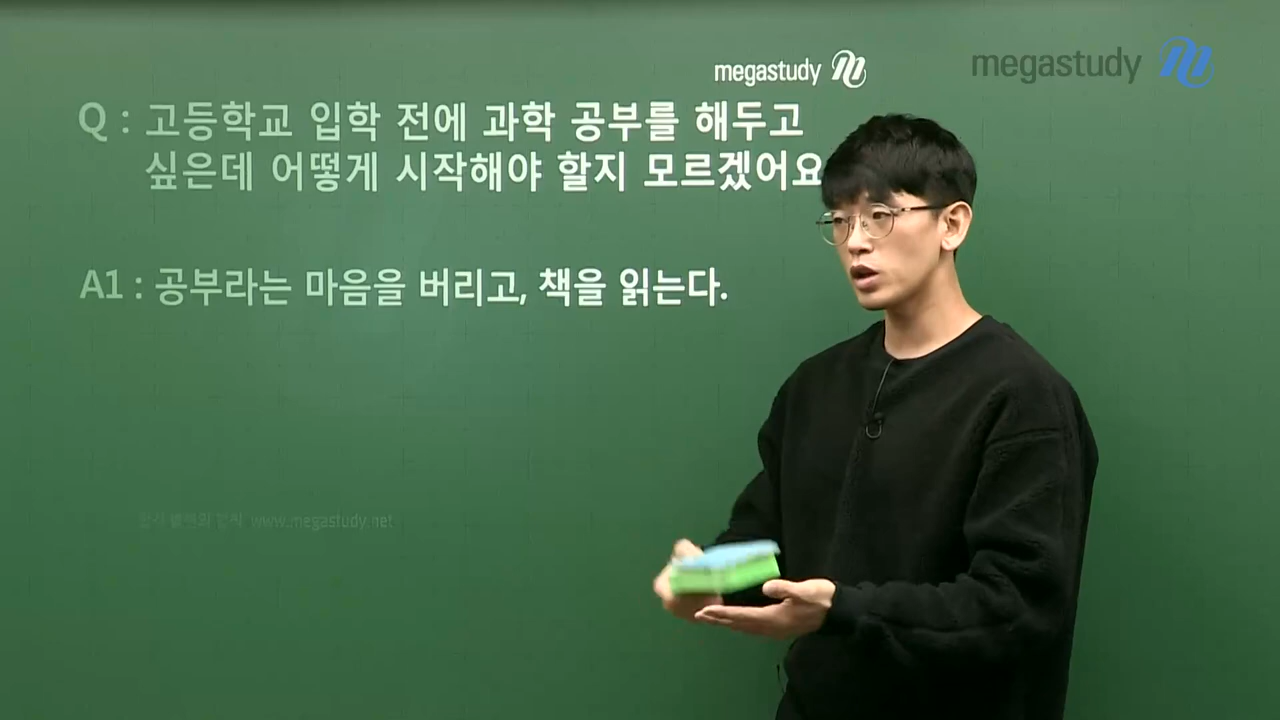 megastudy
megastudy
Q : 고등학교 입학 전에 과학 공부를 해두고
싶은데 어떻게 시작해야 할지 모르겠어요
A1 : 공부라는 마음을 버리고, 책을 읽는다.
www.megastudy.net